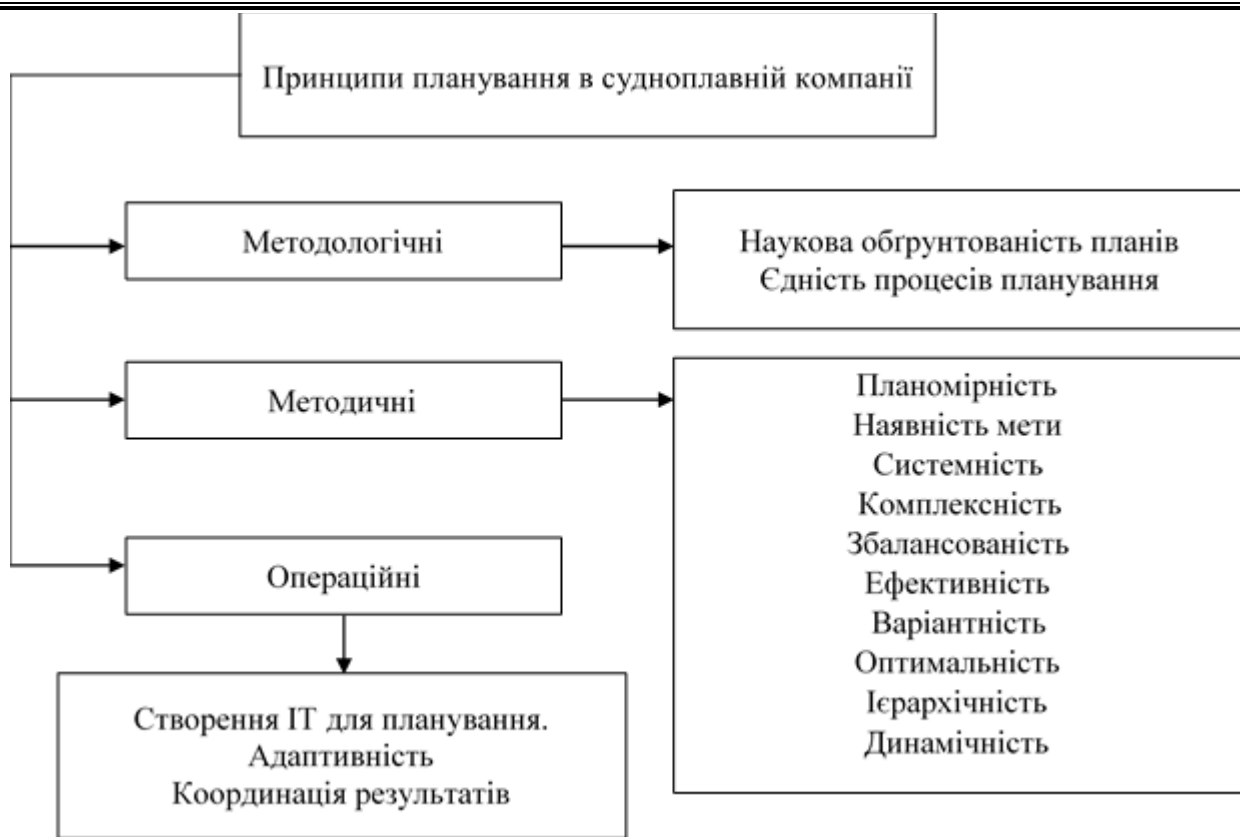 Принципи планування в судноплавній компанії
Методологічні
Наукова обґрунтованість планів
Єдність процесів планування
Методичні
Планомірність
Наявність мети
Системність
Комплексність
Збалансованість
Ефективність
Варіантність
Оптимальність
Ієрархічність
Динамічність
Операційні
Створення ІТ для планування.
Адаптивність
Координація результатів